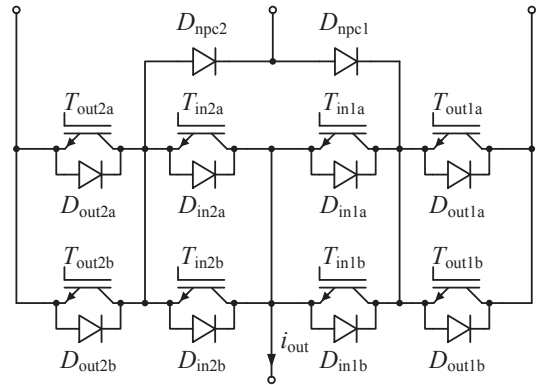 D_npc2 D_npc1
T_out2a T_in2a T_in1a T_out1a
D_out2a D_in2a D_in1a D_out1a
T_out2b T_in2b T_in1b T_out1b
i_out
D_out2b D_in2b D_in1b D_out1b